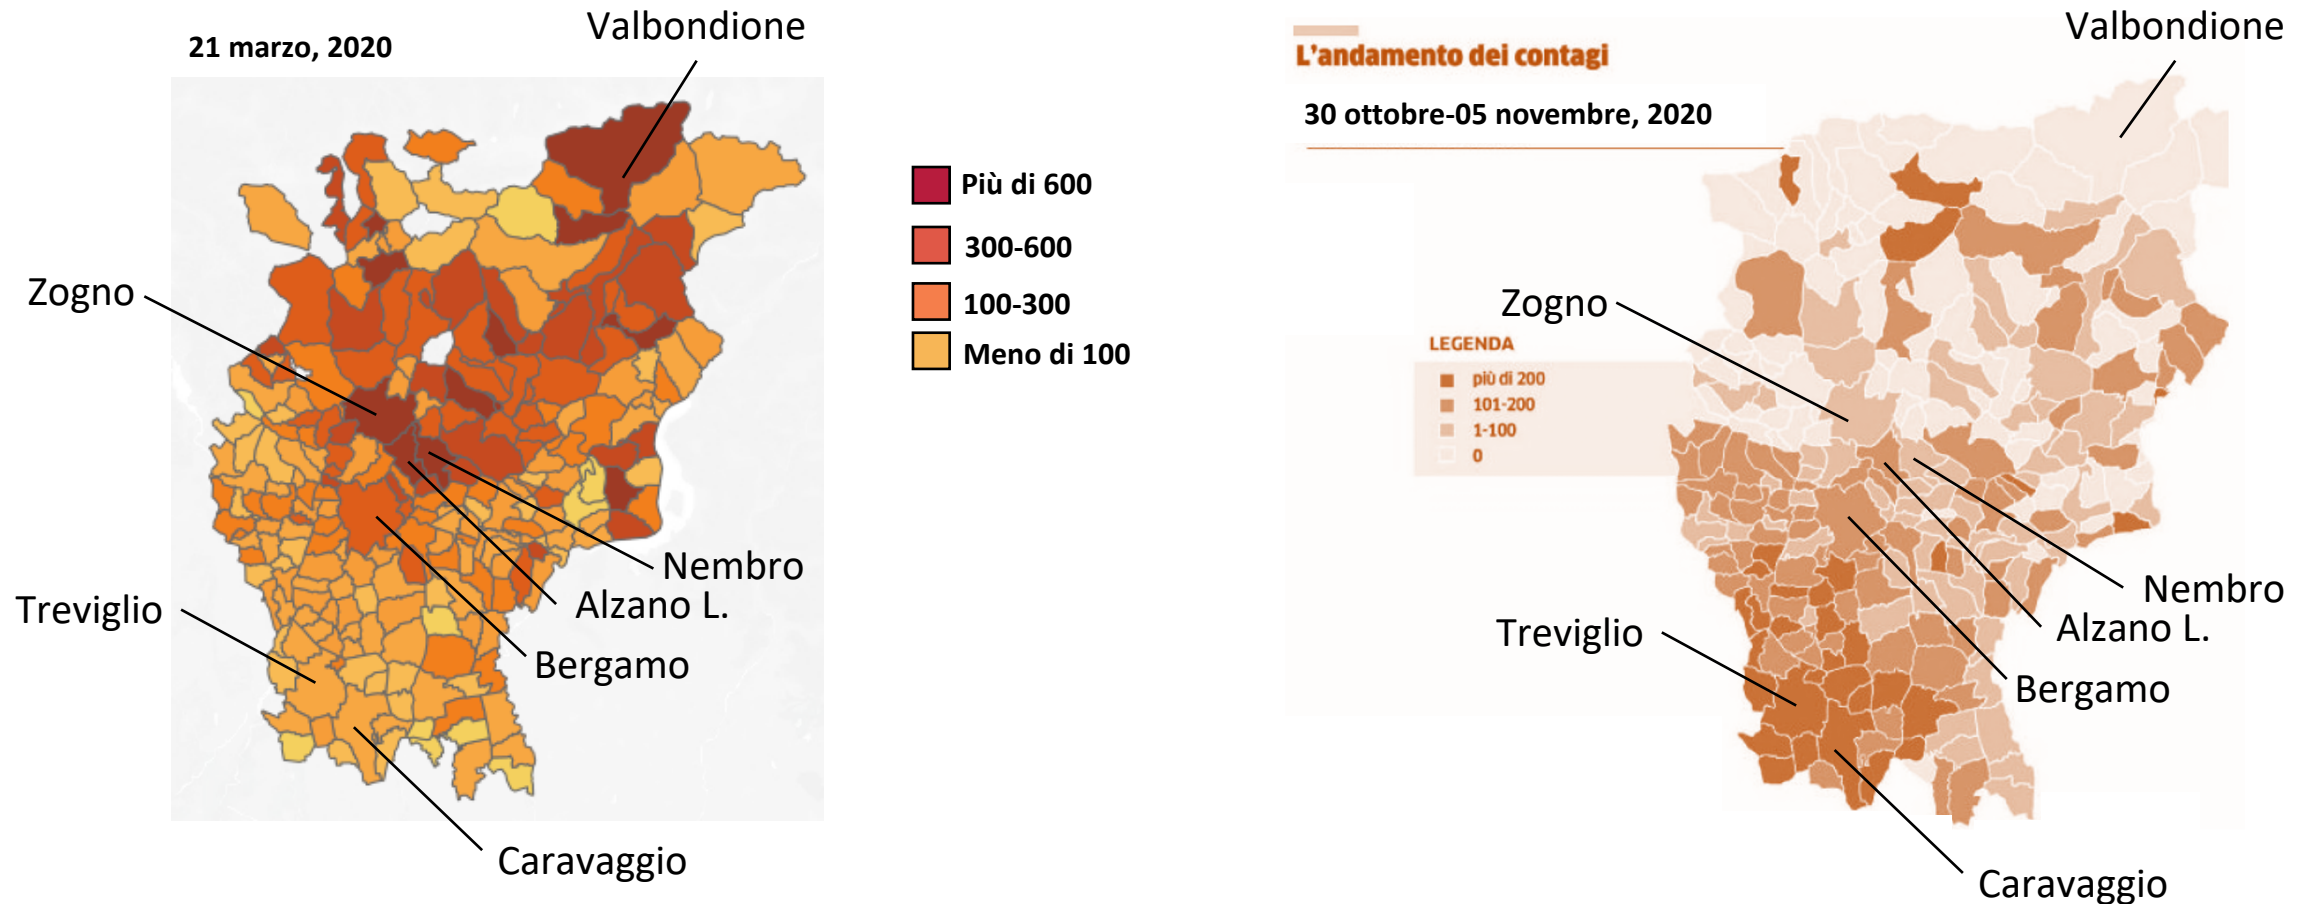 21 marzo, 2020
Valbondione
Zogno
Treviglio
Nembro
Alzano L.
Bergamo
Caravaggio
Più di 600
300-600
100-300
Meno di 100
L'andamento dei contagi
30 ottobre-05 novembre, 2020
Valbondione
Zogno
LEGENDA
più di 200
101-200
1-100
0
Treviglio
Nembro
Alzano L.
Bergamo
Caravaggio